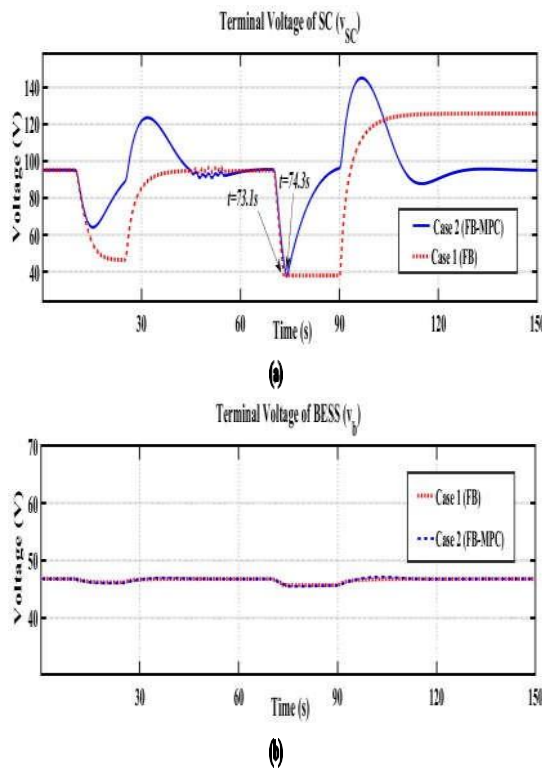 Terminal Voltage of SC (v_SC)
Voltage (V)
140
120
100
80
60
40
t=73.1s
t=74.3s
Case 2 (FB-MPC)
Case 1 (FB)
30
60
90
120
150
Time (s)
(a)
Terminal Voltage of BESS (v_b)
Voltage (V)
70
60
50
40
Case 1 (FB)
Case 2 (FB-MPC)
30
60
90
120
150
Time (s)
(b)